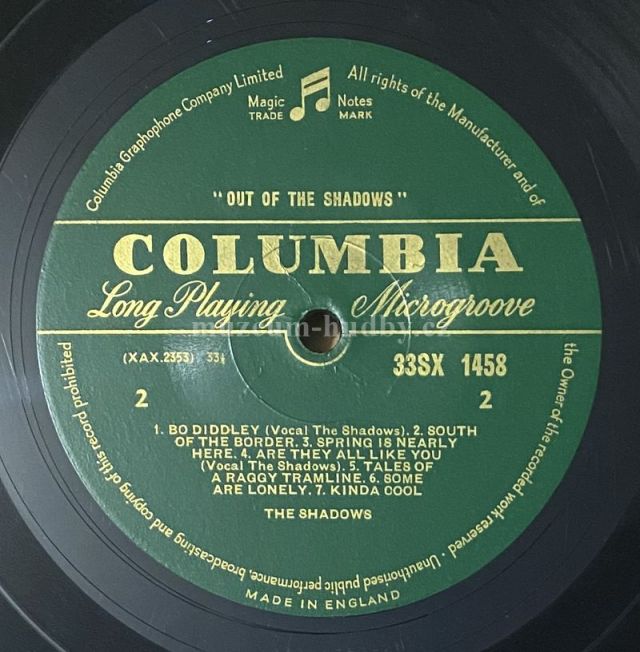 Columbia Graphophone Company Limited
All rights of the Manufacturer and of
the Owner of the recorded work reserved · Unauthorised public performance, broadcasting and copying of this record prohibited
Magic Notes
TRADE MARK
"OUT OF THE SHADOWS"
COLUMBIA
Long Playing Microgroove
muzeum-hudby.cz
(XAX.2353) 33⅓ 33SX 1458
2 2
1. BO DIDDLEY (Vocal The Shadows). 2. SOUTH
OF THE BORDER. 3. SPRING IS NEARLY
HERE. 4. ARE THEY ALL LIKE YOU
(Vocal The Shadows). 5. TALES OF
A RAGGY TRAMLINE. 6. SOME
ARE LONELY. 7. KINDA COOL
THE SHADOWS
MADE IN ENGLAND